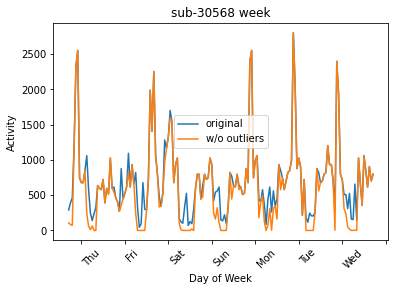 sub-30568 week
2500
2000
1500
1000
500
0
Activity
original
w/o outliers
Thu
Fri
Sat
Sun
Mon
Tue
Wed
Day of Week